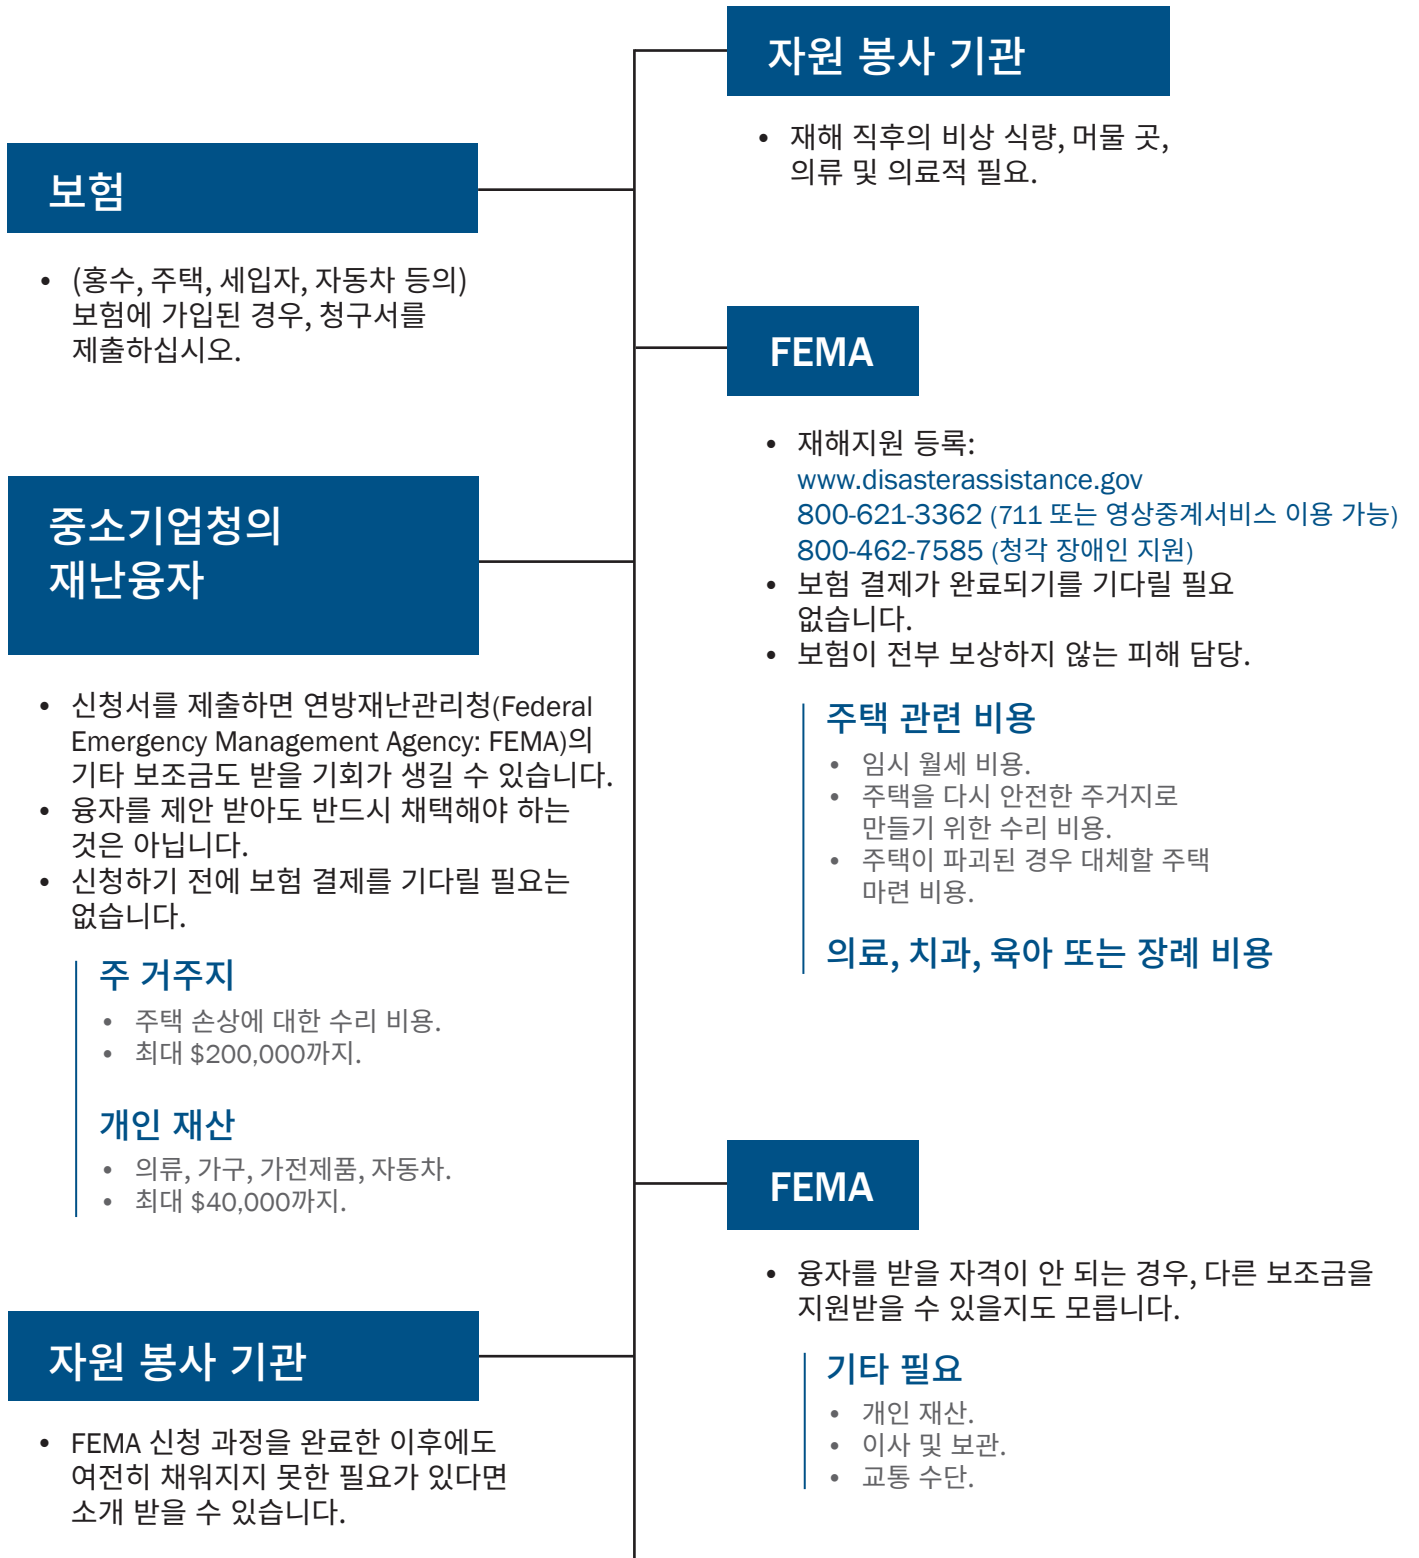 자원 봉사 기관
• 재해 직후의 비상 식량, 머물 곳,
의류 및 의료적 필요.
보험
• (홍수, 주택, 세입자, 자동차 등의)
보험에 가입된 경우, 청구서를
제출하십시오.
FEMA
• 재해지원 등록:
www.disasterassistance.gov
800-621-3362 (711 또는 영상중계서비스 이용 가능)
800-462-7585 (청각 장애인 지원)
• 보험 결제가 완료되기를 기다릴 필요
없습니다.
• 보험이 전부 보상하지 않는 피해 담당.
주택 관련 비용
• 임시 월세 비용.
• 주택을 다시 안전한 주거지로
만들기 위한 수리 비용.
• 주택이 파괴된 경우 대체할 주택
마련 비용.
의료, 치과, 육아 또는 장례 비용
중소기업청의
재난융자
• 신청서를 제출하면 연방재난관리청(Federal
Emergency Management Agency: FEMA)의
기타 보조금도 받을 기회가 생길 수 있습니다.
• 융자를 제안 받아도 반드시 채택해야 하는
것은 아닙니다.
• 신청하기 전에 보험 결제를 기다릴 필요는
없습니다.
주 거주지
• 주택 손상에 대한 수리 비용.
• 최대 $200,000까지.
개인 재산
• 의류, 가구, 가전제품, 자동차.
• 최대 $40,000까지.
FEMA
• 융자를 받을 자격이 안 되는 경우, 다른 보조금을
지원받을 수 있을지도 모릅니다.
기타 필요
• 개인 재산.
• 이사 및 보관.
• 교통 수단.
자원 봉사 기관
• FEMA 신청 과정을 완료한 이후에도
여전히 채워지지 못한 필요가 있다면
소개 받을 수 있습니다.